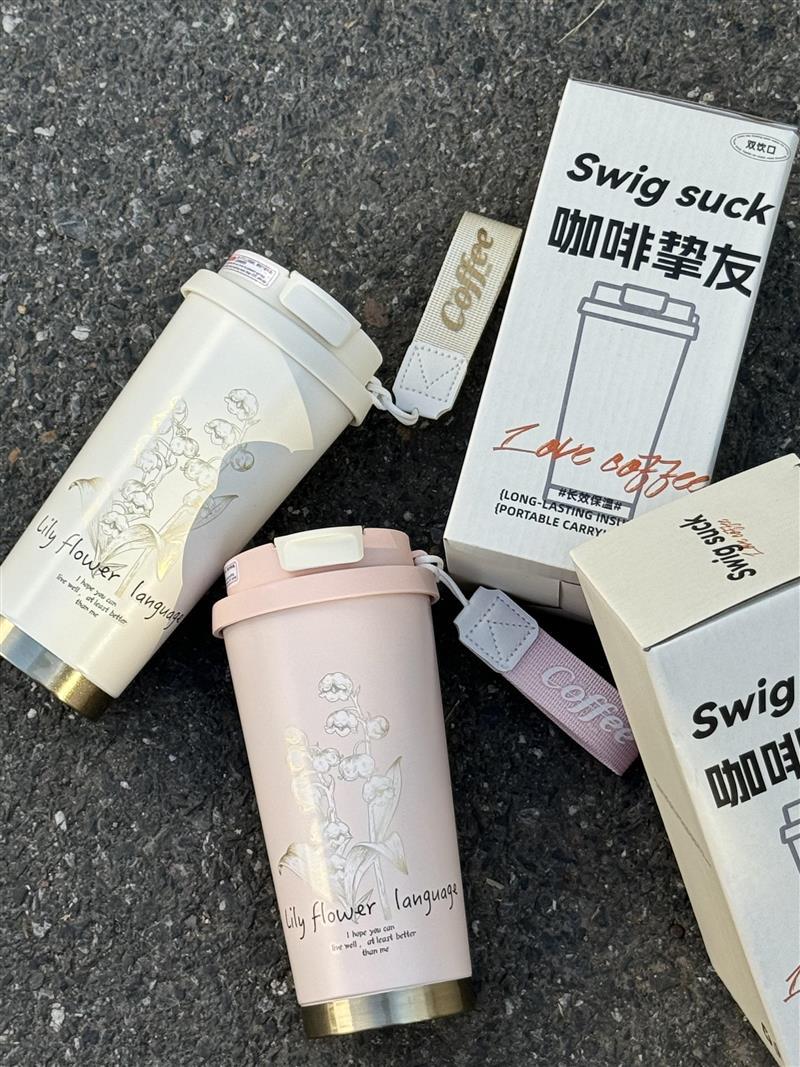 双饮口
Swig suck
咖啡挚友
Love coffee
#长效保温#
{LONG-LASTING INSU
{PORTABLE CARRY
Coffee
Lily flower language
I hope you can
live well , at least better
than me
Swig suck
Love coffee
Coffee
Swig
咖啡
Lily flower language
I hope you can
live well , at least better
than me